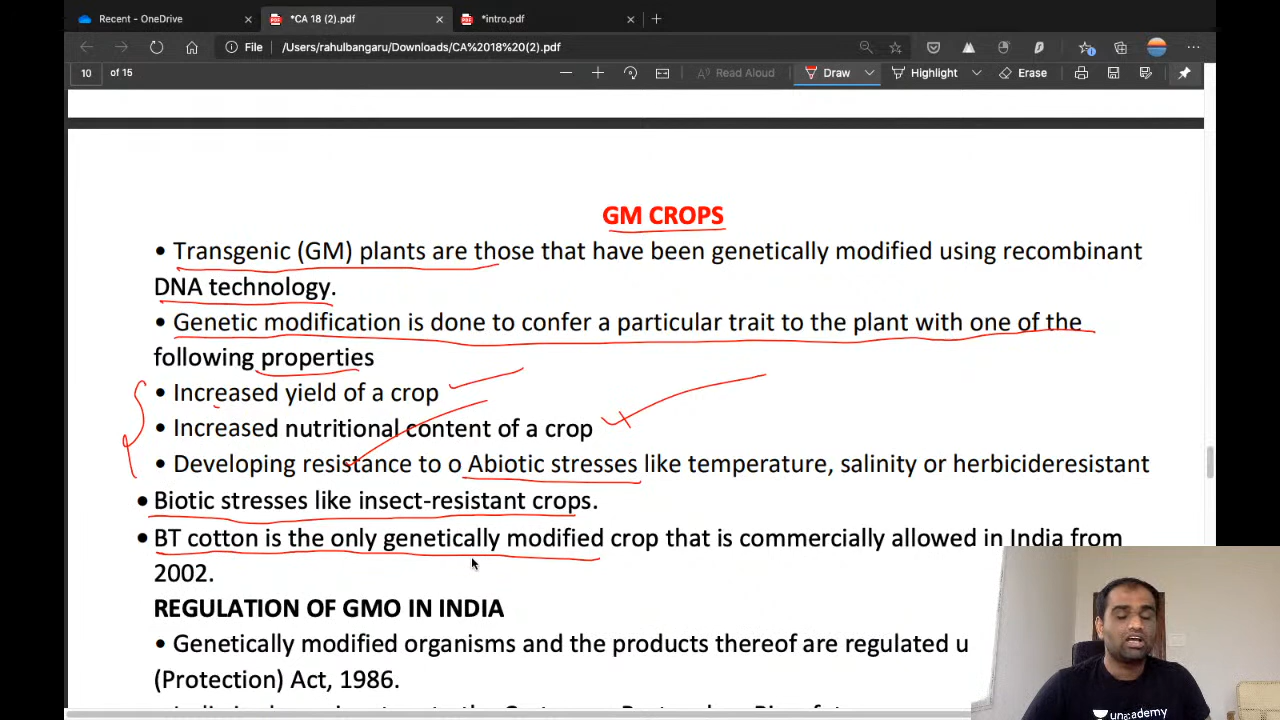 Recent - OneDrive
*CA 18 (2).pdf
*intro.pdf
File
/Users/rahulbangaru/Downloads/CA%2018%20(2).pdf
10 of 15
Read Aloud
Draw
Highlight
Erase
GM CROPS
• Transgenic (GM) plants are those that have been genetically modified using recombinant
DNA technology.
• Genetic modification is done to confer a particular trait to the plant with one of the
following properties
• Increased yield of a crop
• Increased nutritional content of a crop
• Developing resistance to o Abiotic stresses like temperature, salinity or herbicideresistant
• Biotic stresses like insect-resistant crops.
• BT cotton is the only genetically modified crop that is commercially allowed in India from
2002.
REGULATION OF GMO IN INDIA
• Genetically modified organisms and the products thereof are regulated u
(Protection) Act, 1986.
unacademy